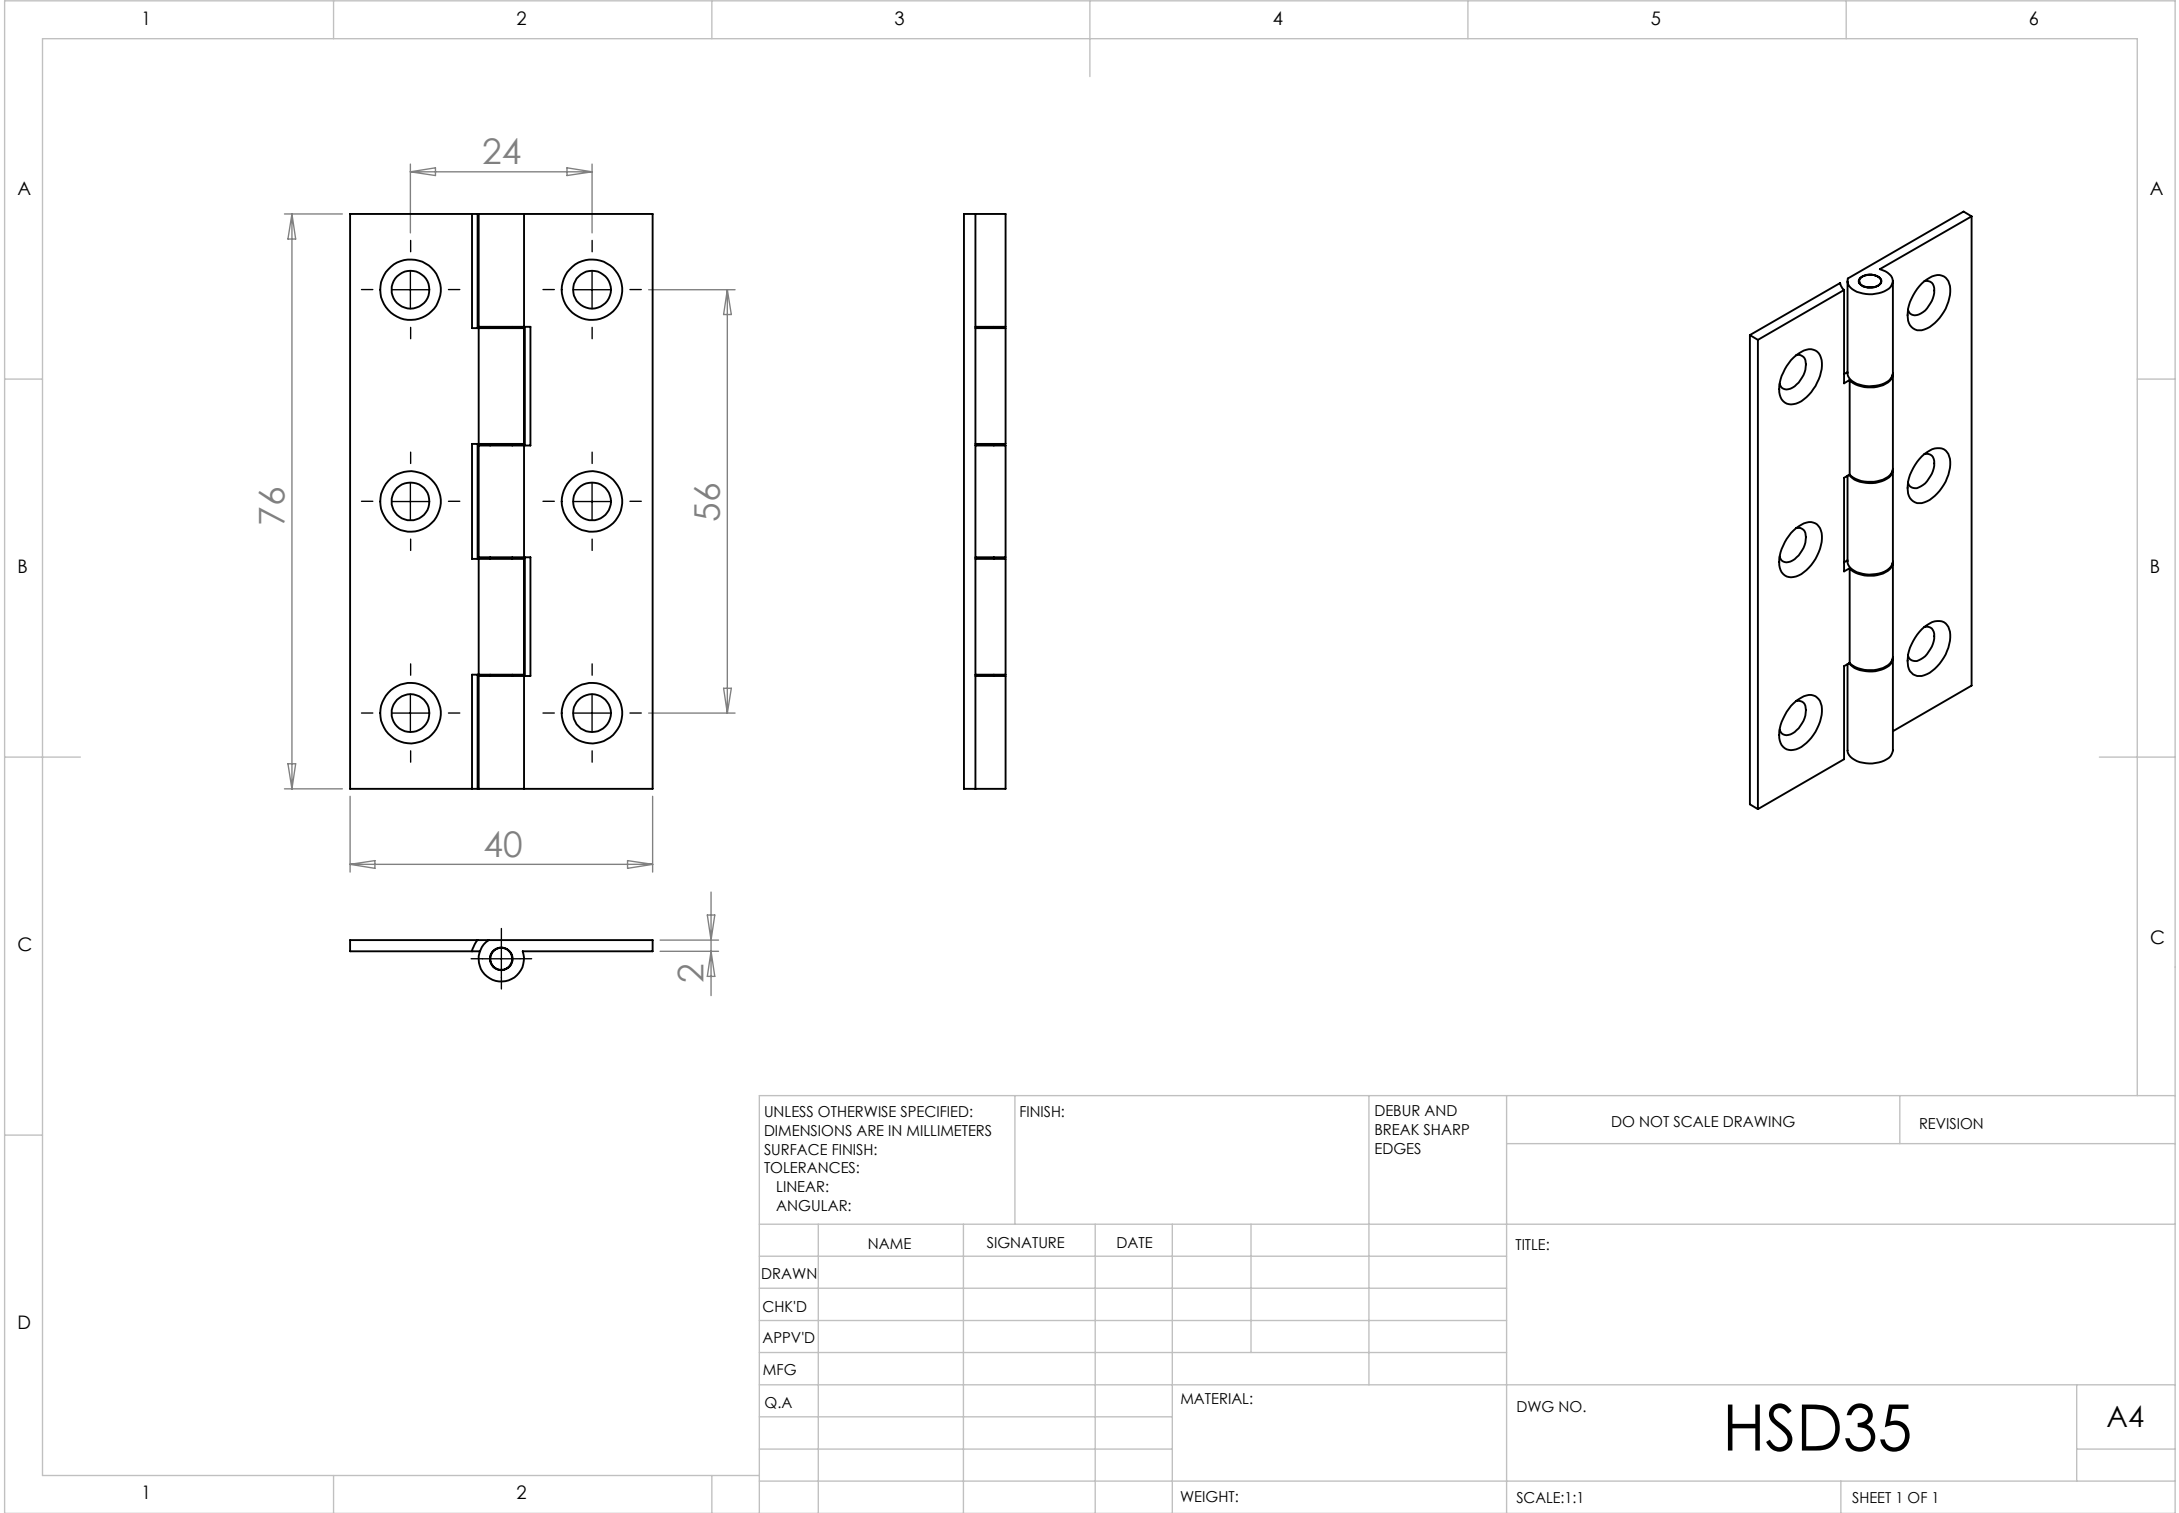 1 2 3 4 5 6
A A
24
76
56
B B
40
C C
2
D
UNLESS OTHERWISE SPECIFIED:
DIMENSIONS ARE IN MILLIMETERS
SURFACE FINISH:
TOLERANCES:
LINEAR:
ANGULAR:
FINISH:
DEBUR AND
BREAK SHARP
EDGES
DO NOT SCALE DRAWING
REVISION
NAME SIGNATURE DATE
DRAWN
CHK'D
APPV'D
MFG
Q.A
TITLE:
MATERIAL:
DWG NO.
HSD35
A4
WEIGHT:
SCALE:1:1
SHEET 1 OF 1
1 2